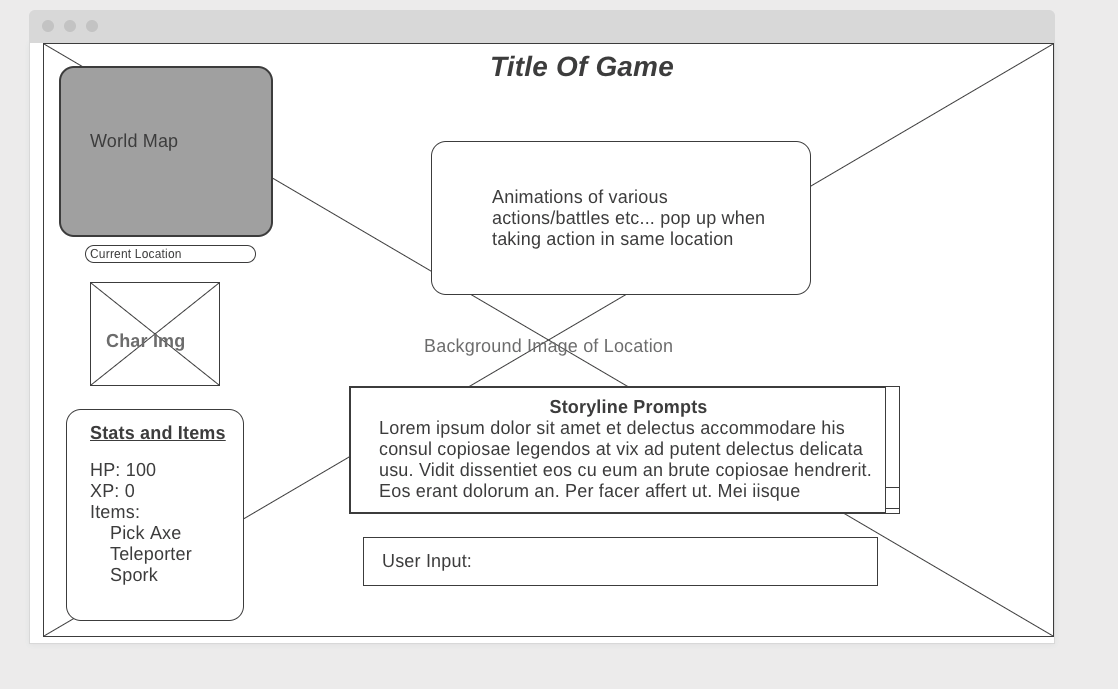 Title Of Game
World Map
Current Location
Char Img
Stats and Items
HP: 100
XP: 0
Items:
Pick Axe
Teleporter
Spork
Animations of various
actions/battles etc... pop up when
taking action in same location
Background Image of Location
Storyline Prompts
Lorem ipsum dolor sit amet et delectus accommodare his
consul copiosae legendos at vix ad putent delectus delicata
usu. Vidit dissentiet eos cu eum an brute copiosae hendrerit.
Eos erant dolorum an. Per facer affert ut. Mei iisque
User Input: